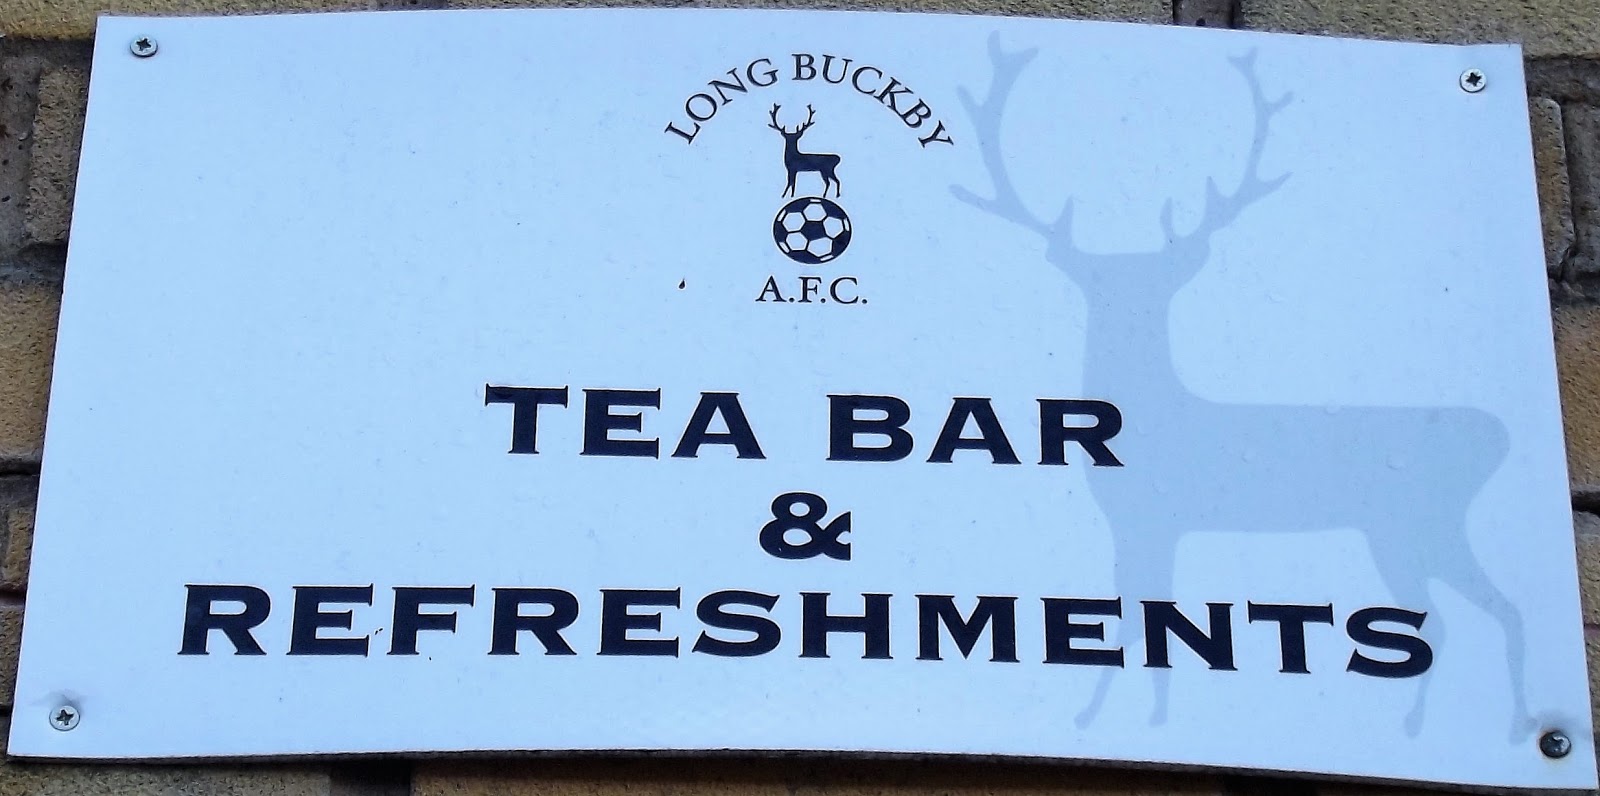 LONG BUCKBY
A.F.C.
TEA BAR
&
REFRESHMENTS